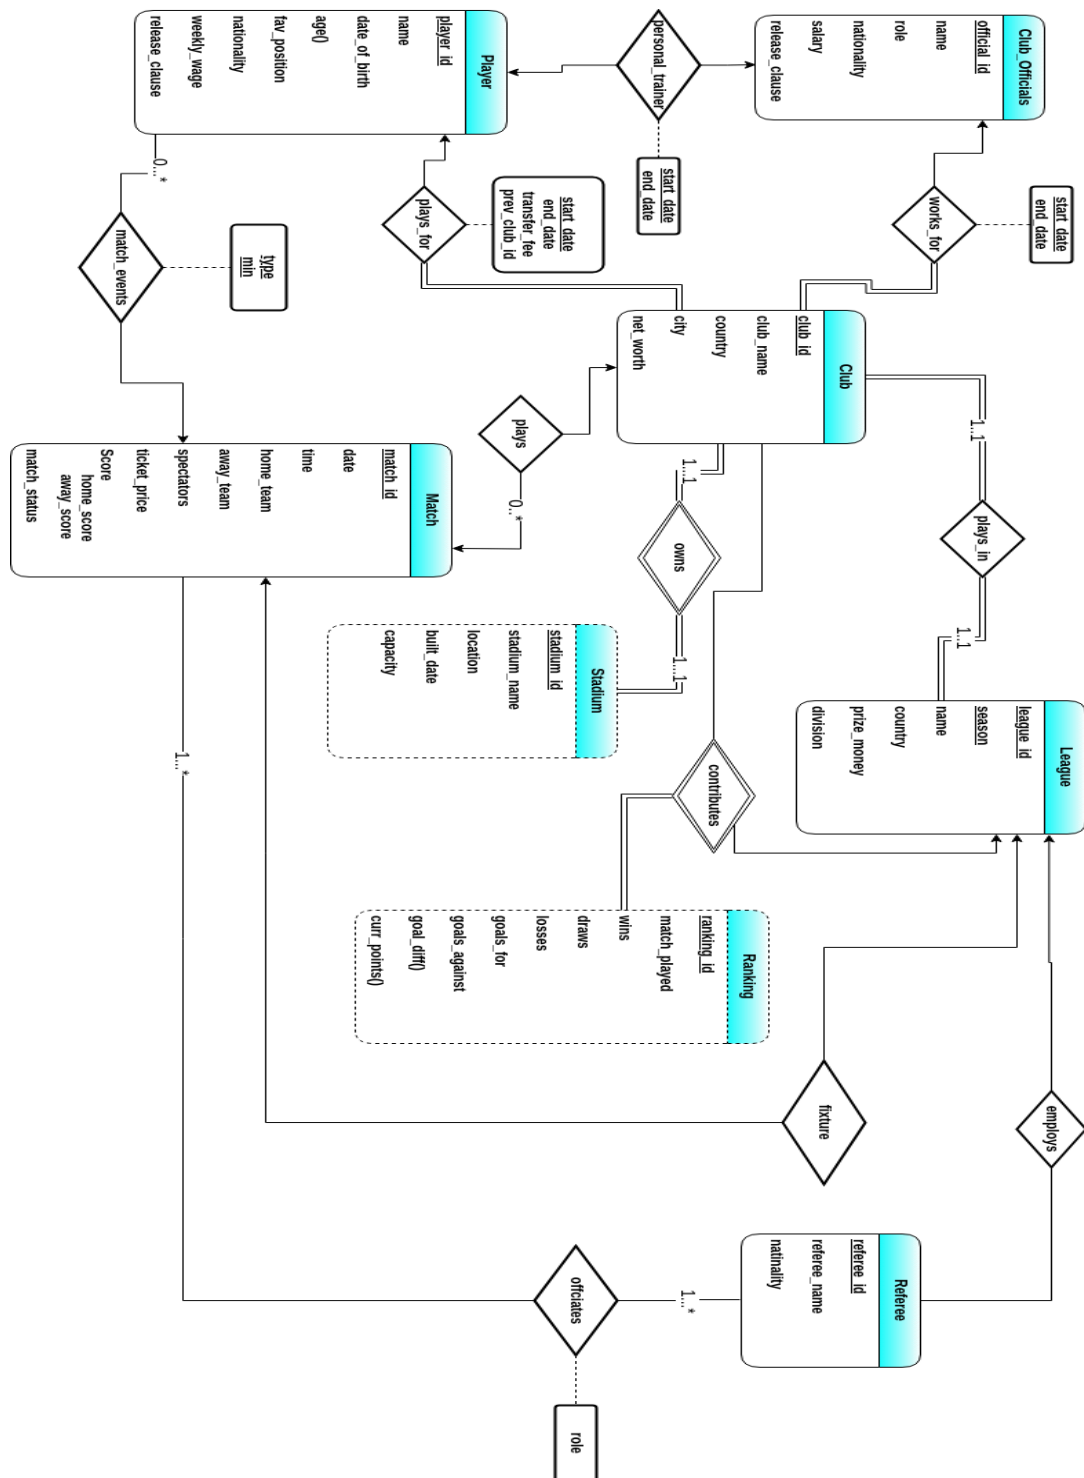 Club_Officials
official_id
name
role
nationality
salary
release_clause
personal_trainer
start_date
end_date
Player
player_id
name
date_of_birth
age()
fav_position
nationality
weekly_wage
release_clause
works_for
start_date
end_date
plays_for
start_date
end_date
transfer_fee
prev_club_id
0...*
match_events
type
min
Club
club_id
club_name
country
city
net_worth
plays
0..*
1..1
plays_in
1..1
1...1
owns
1...1
Match
match_id
date
time
home_team
away_team
spectators
ticket_price
Score
home_score
away_score
match_status
Stadium
stadium_id
stadium_name
location
built_date
capacity
League
league_id
season
name
country
prize_money
division
contributes
Ranking
ranking_id
match_played
wins
draws
losses
goals_for
goals_against
goal_diff()
curr_points()
1...*
fixture
employs
Referee
referee_id
referee_name
natinality
1...*
offciates
role